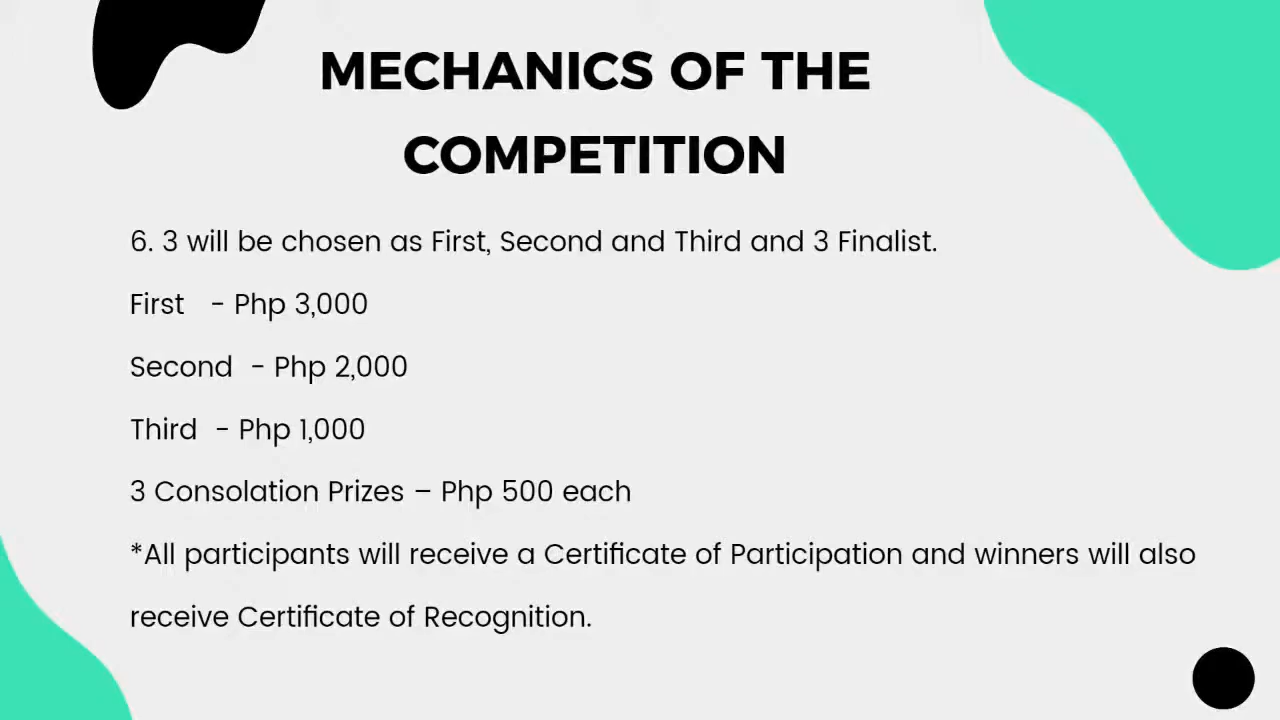 MECHANICS OF THE
COMPETITION
6. 3 will be chosen as First, Second and Third and 3 Finalist.
First - Php 3,000
Second - Php 2,000
Third - Php 1,000
3 Consolation Prizes – Php 500 each
*All participants will receive a Certificate of Participation and winners will also
receive Certificate of Recognition.